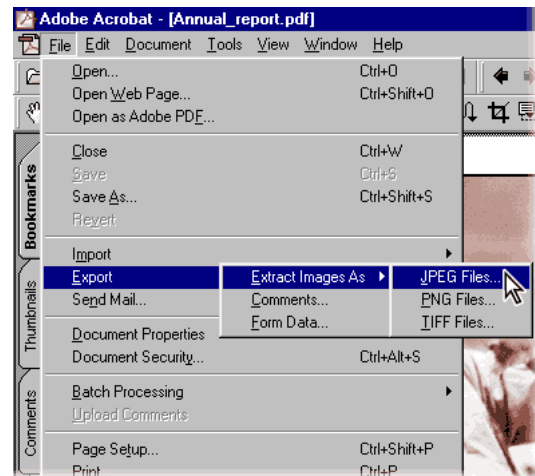 Adobe Acrobat - [Annual_report.pdf]
File Edit Document Tools View Window Help
Open... Ctrl+O
Open Web Page... Ctrl+Shift+O
Open as Adobe PDF...
Close Ctrl+W
Save Ctrl+S
Save As... Ctrl+Shift+S
Revert
Import
Export Extract Images As JPEG Files...
Send Mail... Comments... PNG Files...
Form Data... TIFF Files...
Document Properties
Document Security... Ctrl+Alt+S
Batch Processing
Upload Comments
Page Setup... Ctrl+Shift+P
Print Ctrl+P
Bookmarks
Thumbnails
Comments